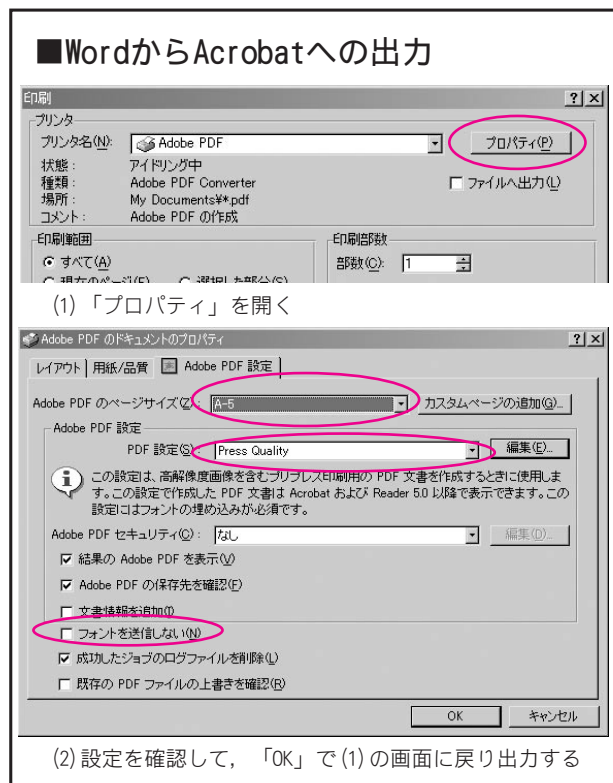 ■WordからAcrobatへの出力
印刷
プリンタ
プリンタ名(N): Adobe PDF プロパティ(P)
状態: アイドリング中
種類: Adobe PDF Converter ファイルへ出力(L)
場所: My Documents¥*.pdf
コメント: Adobe PDF の作成
印刷範囲 印刷部数
すべて(A) 部数(C): 1
現在のページ(E) 選択した部分(S)
(1)「プロパティ」を開く
Adobe PDF のドキュメントのプロパティ
レイアウト 用紙/品質 Adobe PDF 設定
Adobe PDF のページサイズ(Z): A-5 カスタムページの追加(G)...
Adobe PDF 設定
PDF 設定(S): Press Quality 編集(E)...
この設定は、高解像度画像を含むプリプレス印刷用の PDF 文書を作成するときに使用しま
す。この設定で作成した PDF 文書は Acrobat および Reader 5.0 以降で表示できます。この
設定にはフォントの埋め込みが必須です。
Adobe PDF セキュリティ(C): なし 編集(D)...
結果の Adobe PDF を表示(V)
Adobe PDF の保存先を確認(F)
文書情報を追加(I)
フォントを送信しない(N)
成功したジョブのログファイルを削除(L)
既存の PDF ファイルの上書きを確認(R)
OK キャンセル
(2)設定を確認して,「OK」で(1)の画面に戻り出力する